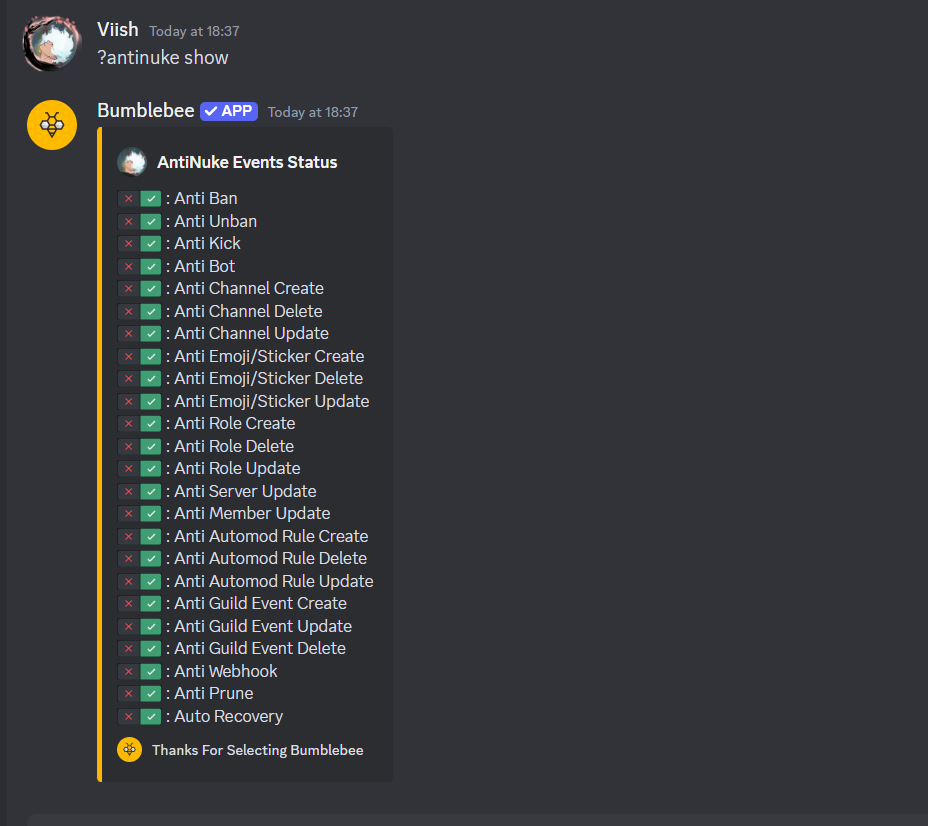 Viish Today at 18:37
?antinuke show
Bumblebee ✓ APP Today at 18:37
AntiNuke Events Status
: Anti Ban
: Anti Unban
: Anti Kick
: Anti Bot
: Anti Channel Create
: Anti Channel Delete
: Anti Channel Update
: Anti Emoji/Sticker Create
: Anti Emoji/Sticker Delete
: Anti Emoji/Sticker Update
: Anti Role Create
: Anti Role Delete
: Anti Role Update
: Anti Server Update
: Anti Member Update
: Anti Automod Rule Create
: Anti Automod Rule Delete
: Anti Automod Rule Update
: Anti Guild Event Create
: Anti Guild Event Update
: Anti Guild Event Delete
: Anti Webhook
: Anti Prune
: Auto Recovery
Thanks For Selecting Bumblebee